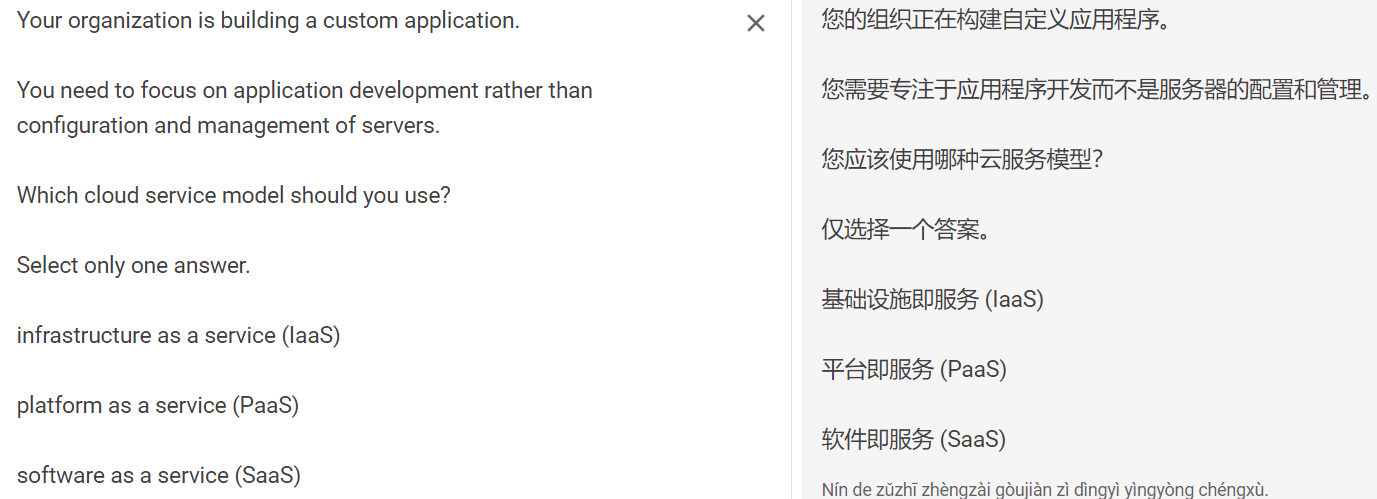 Your organization is building a custom application.
You need to focus on application development rather than
configuration and management of servers.
Which cloud service model should you use?
Select only one answer.
infrastructure as a service (IaaS)
platform as a service (PaaS)
software as a service (SaaS)
您的组织正在构建自定义应用程序。
您需要专注于应用程序开发而不是服务器的配置和管理。
您应该使用哪种云服务模型？
仅选择一个答案。
基础设施即服务 (IaaS)
平台即服务 (PaaS)
软件即服务 (SaaS)
Nín de zǔzhī zhèngzài gòujiàn zì dìngyì yìngyòng chéngxù.